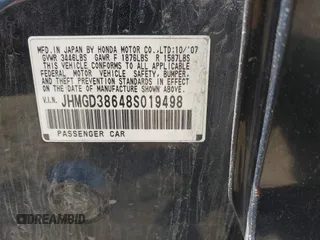 MFD. IN JAPAN BY HONDA MOTOR CO.,LTD:10/'07
GVWR 3446LBS GAWR F 1876LBS R 1587LBS
THIS VEHICLE CONFORMS TO ALL APPLICABLE
FEDERAL MOTOR VEHICLE SAFETY, BUMPER,
AND THEFT PREVENTION STANDARDS IN EFFECT
ON THE DATE OF MANUFACTURE SHOWN ABOVE.
V.I.N. JHMGD38648S019498
PASSENGER CAR
DREAMBID